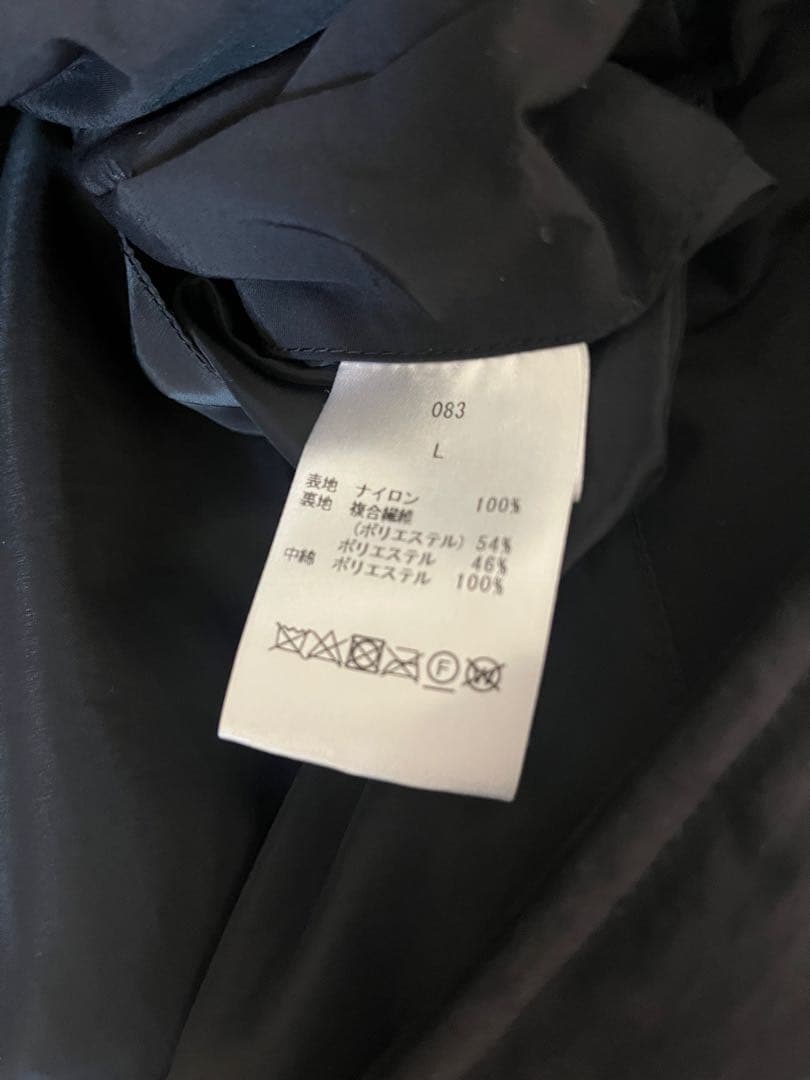 083
L
表地 ナイロン 100%
裏地 複合繊維
(ポリエステル) 54%
ポリエステル 46%
中綿 ポリエステル 100%
F W